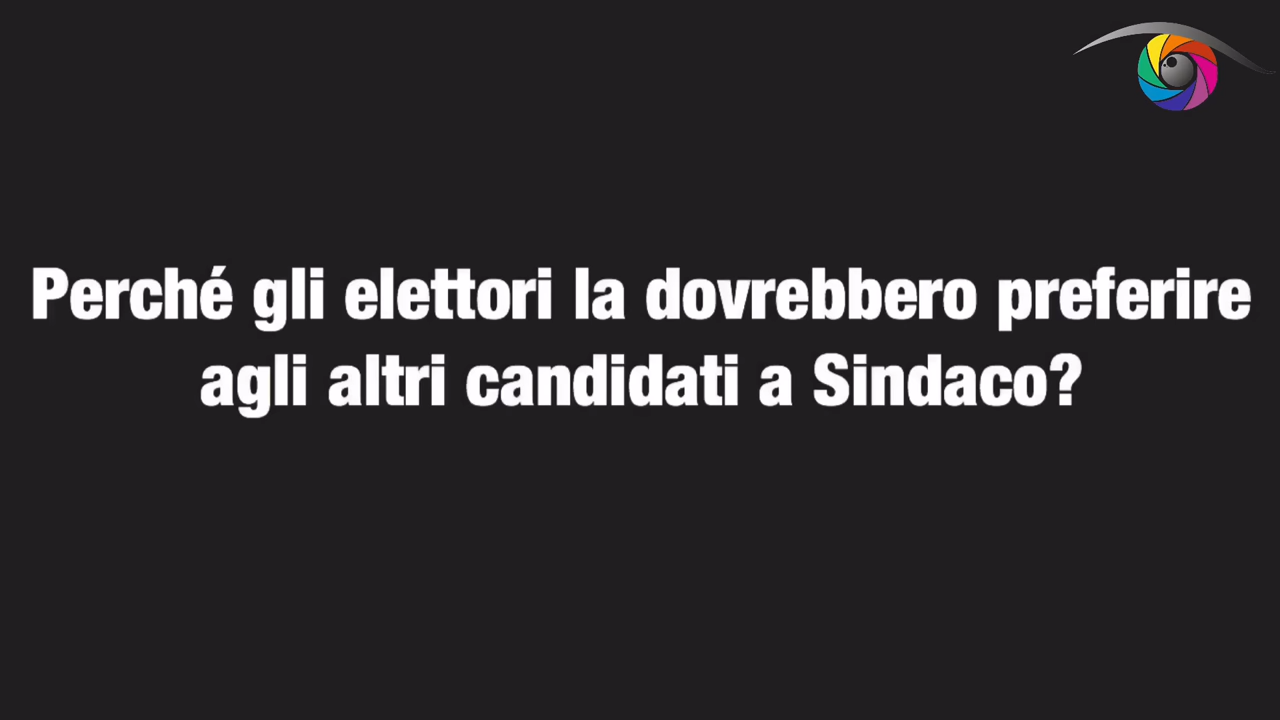 Perché gli elettori la dovrebbero preferire
agli altri candidati a Sindaco?